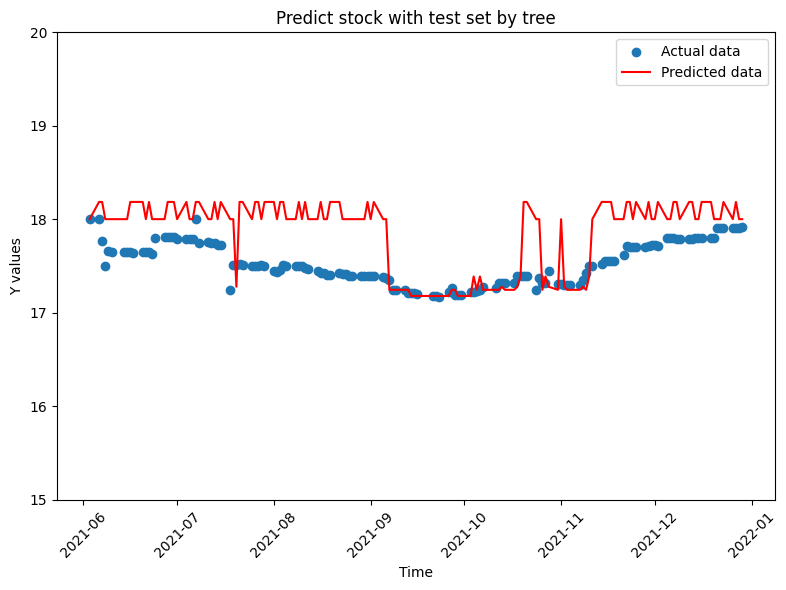 Predict stock with test set by tree
Actual data
Predicted data
Y values
20
19
18
17
16
15
2021-06
2021-07
2021-08
2021-09
2021-10
2021-11
2021-12
2022-01
Time